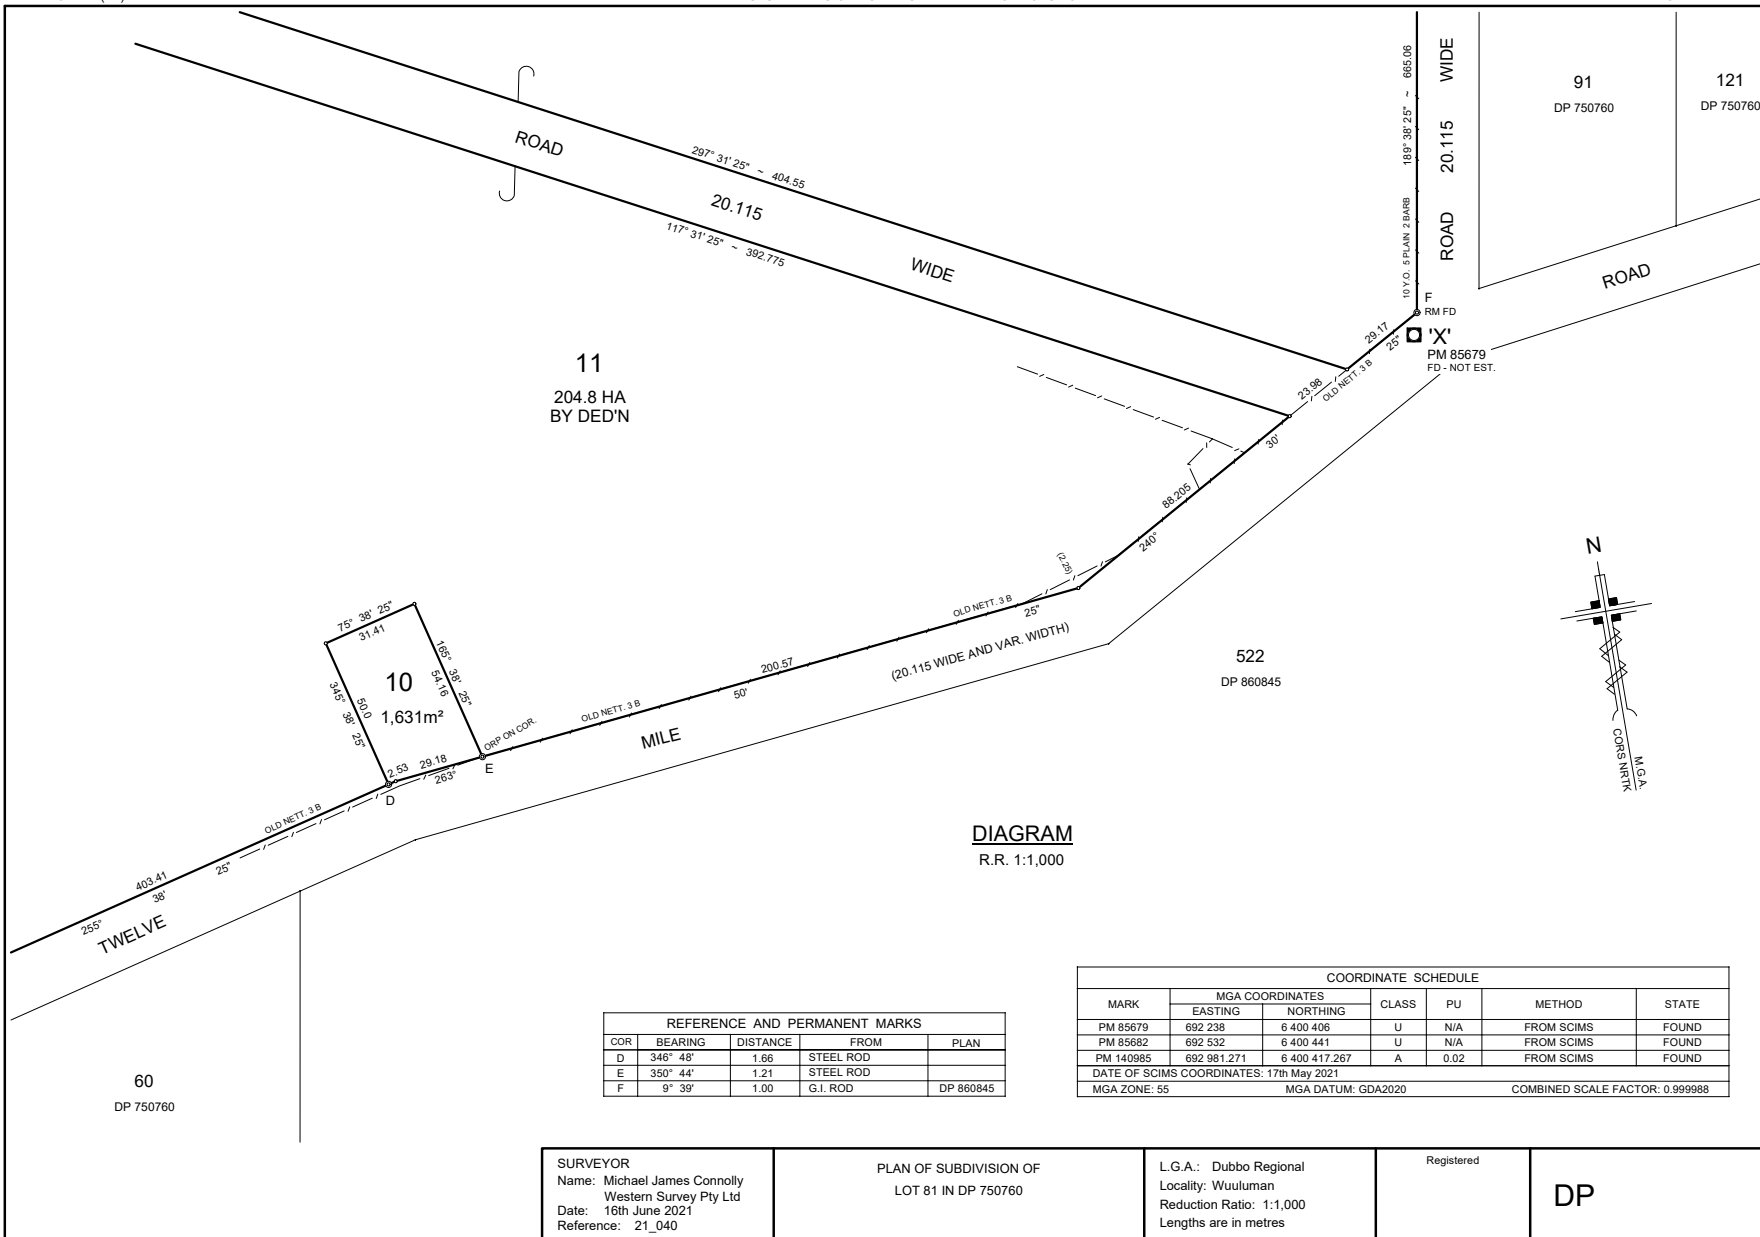 ROAD
20.115
WIDE
297° 31' 25" ~ 404.55
117° 31' 25" ~ 392.775
189° 38' 25" ~ 665.06
10 Y.O. 5 PLAIN 2 BARB
ROAD 20.115 WIDE
91
DP 750760
121
DP 750760
ROAD
F
RM FD
'X'
PM 85679
FD - NOT EST.
29.17
25"
23.98
OLD NETT. 3 B
30'
88.205
240°
(2.25)
11
204.8 HA
BY DED'N
75° 38' 25"
31.41
165° 38' 25"
54.16
345° 38' 25"
50.0
10
1,631m²
2.53
29.18
263°
D
E
ORP ON COR.
OLD NETT. 3 B
200.57
50'
OLD NETT. 3 B
25"
(20.115 WIDE AND VAR. WIDTH)
MILE
522
DP 860845
N
M.G.A.
CORS NRTK
OLD NETT. 3 B
25"
403.41
38'
255°
TWELVE
60
DP 750760
DIAGRAM
R.R. 1:1,000
REFERENCE AND PERMANENT MARKS
COR BEARING DISTANCE FROM PLAN
D 346° 48' 1.66 STEEL ROD
E 350° 44' 1.21 STEEL ROD
F 9° 39' 1.00 G.I. ROD DP 860845
COORDINATE SCHEDULE
MARK MGA COORDINATES CLASS PU METHOD STATE
EASTING NORTHING
PM 85679 692 238 6 400 406 U N/A FROM SCIMS FOUND
PM 85682 692 532 6 400 441 U N/A FROM SCIMS FOUND
PM 140985 692 981.271 6 400 417.267 A 0.02 FROM SCIMS FOUND
DATE OF SCIMS COORDINATES: 17th May 2021
MGA ZONE: 55 MGA DATUM: GDA2020 COMBINED SCALE FACTOR: 0.999988
SURVEYOR
Name: Michael James Connolly
Western Survey Pty Ltd
Date: 16th June 2021
Reference: 21_040
PLAN OF SUBDIVISION OF
LOT 81 IN DP 750760
L.G.A.: Dubbo Regional
Locality: Wuuluman
Reduction Ratio: 1:1,000
Lengths are in metres
Registered
DP